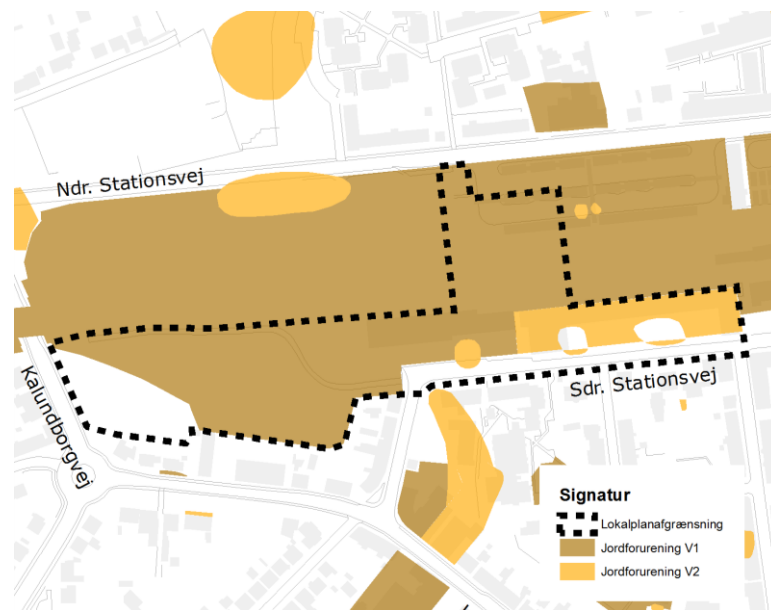 Ndr. Stationsvej
Kalundborgvej
Sdr. Stationsvej
Signatur
Lokalplanafgrænsning
Jordforurening V1
Jordforurening V2